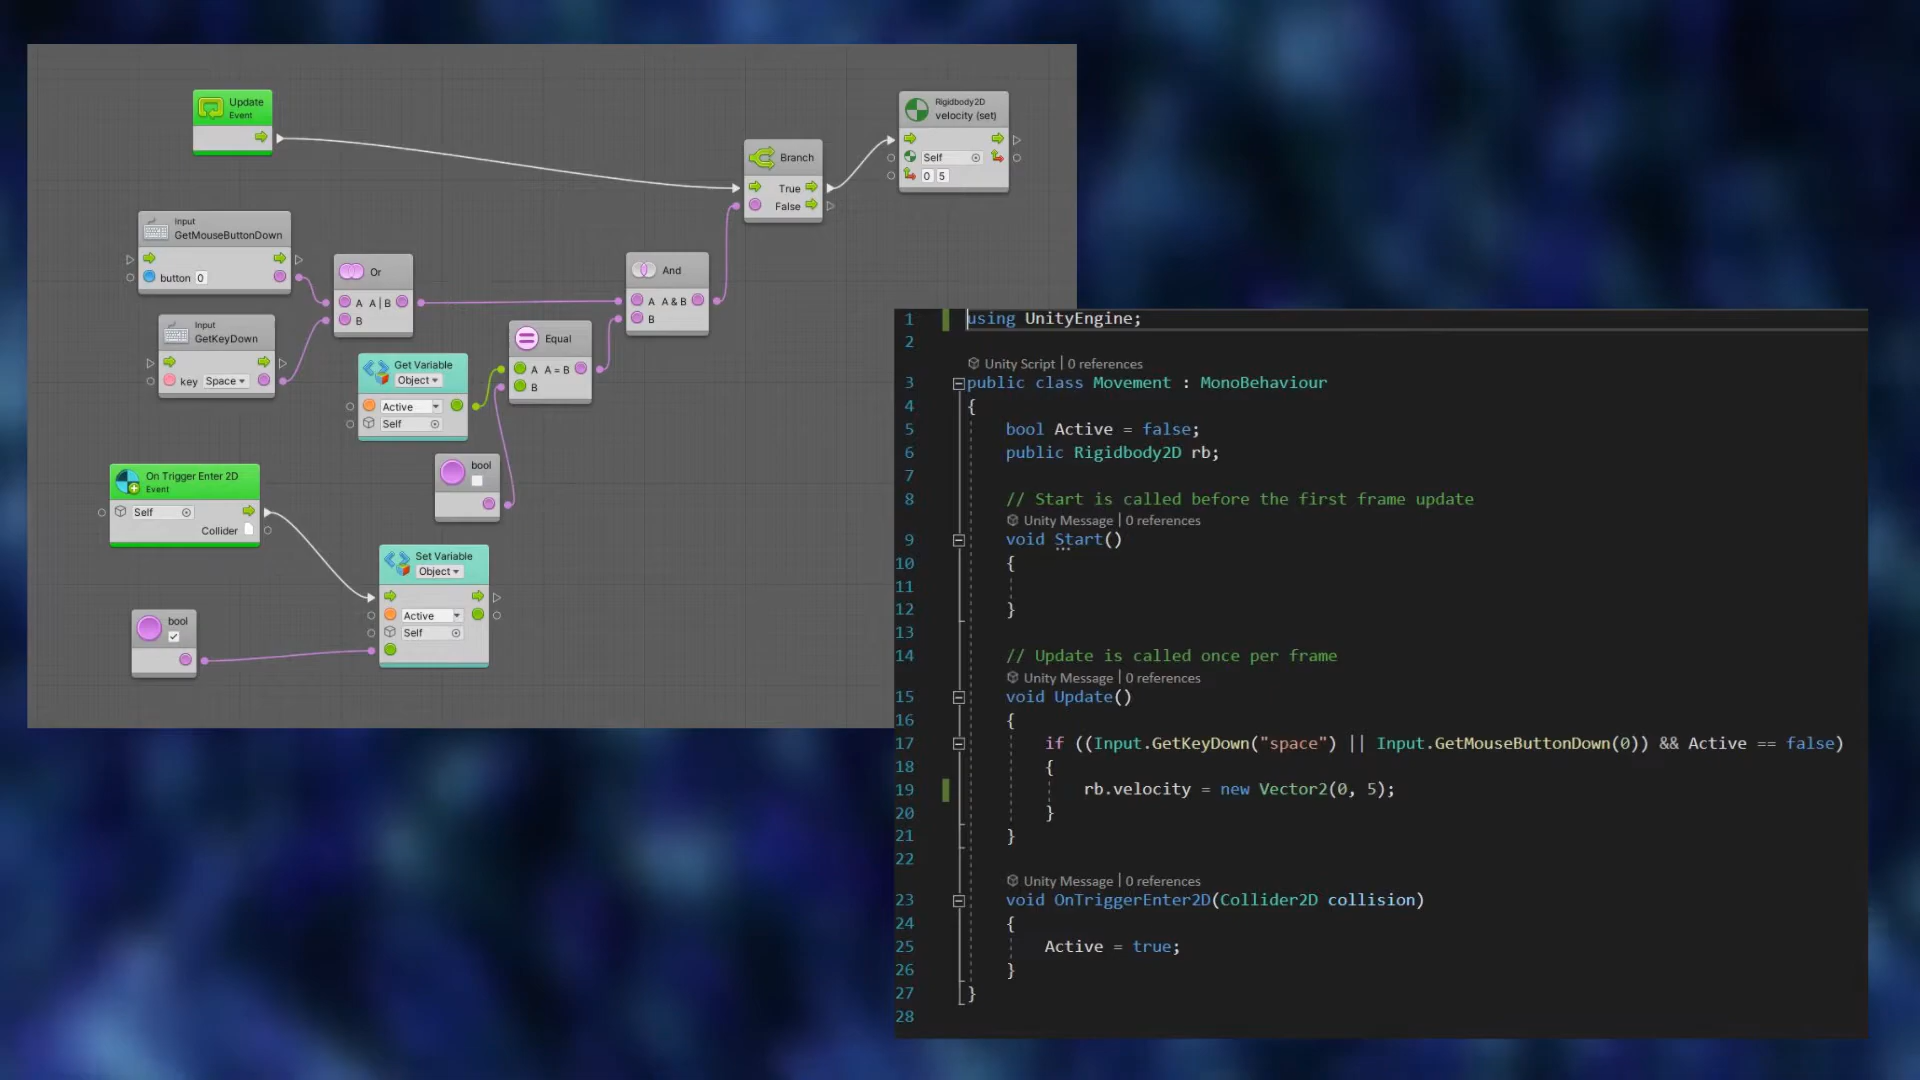 Update
Event
Rigidbody2D
velocity (set)
Self
0 5
Branch
True
False
Input
GetMouseButtonDown
button 0
Or
A A | B
B
And
A A & B
B
Input
GetKeyDown
key Space
Equal
A A = B
B
Get Variable
Object
Active
Self
bool
On Trigger Enter 2D
Event
Self
Collider
Set Variable
Object
Active
Self
bool
1 using UnityEngine;
2
Unity Script | 0 references
3 public class Movement : MonoBehaviour
4 {
5 bool Active = false;
6 public Rigidbody2D rb;
7
8 // Start is called before the first frame update
Unity Message | 0 references
9 void Start()
10 {
11
12 }
13
14 // Update is called once per frame
Unity Message | 0 references
15 void Update()
16 {
17 if ((Input.GetKeyDown("space") || Input.GetMouseButtonDown(0)) && Active == false)
18 {
19 rb.velocity = new Vector2(0, 5);
20 }
21 }
22
Unity Message | 0 references
23 void OnTriggerEnter2D(Collider2D collision)
24 {
25 Active = true;
26 }
27 }
28